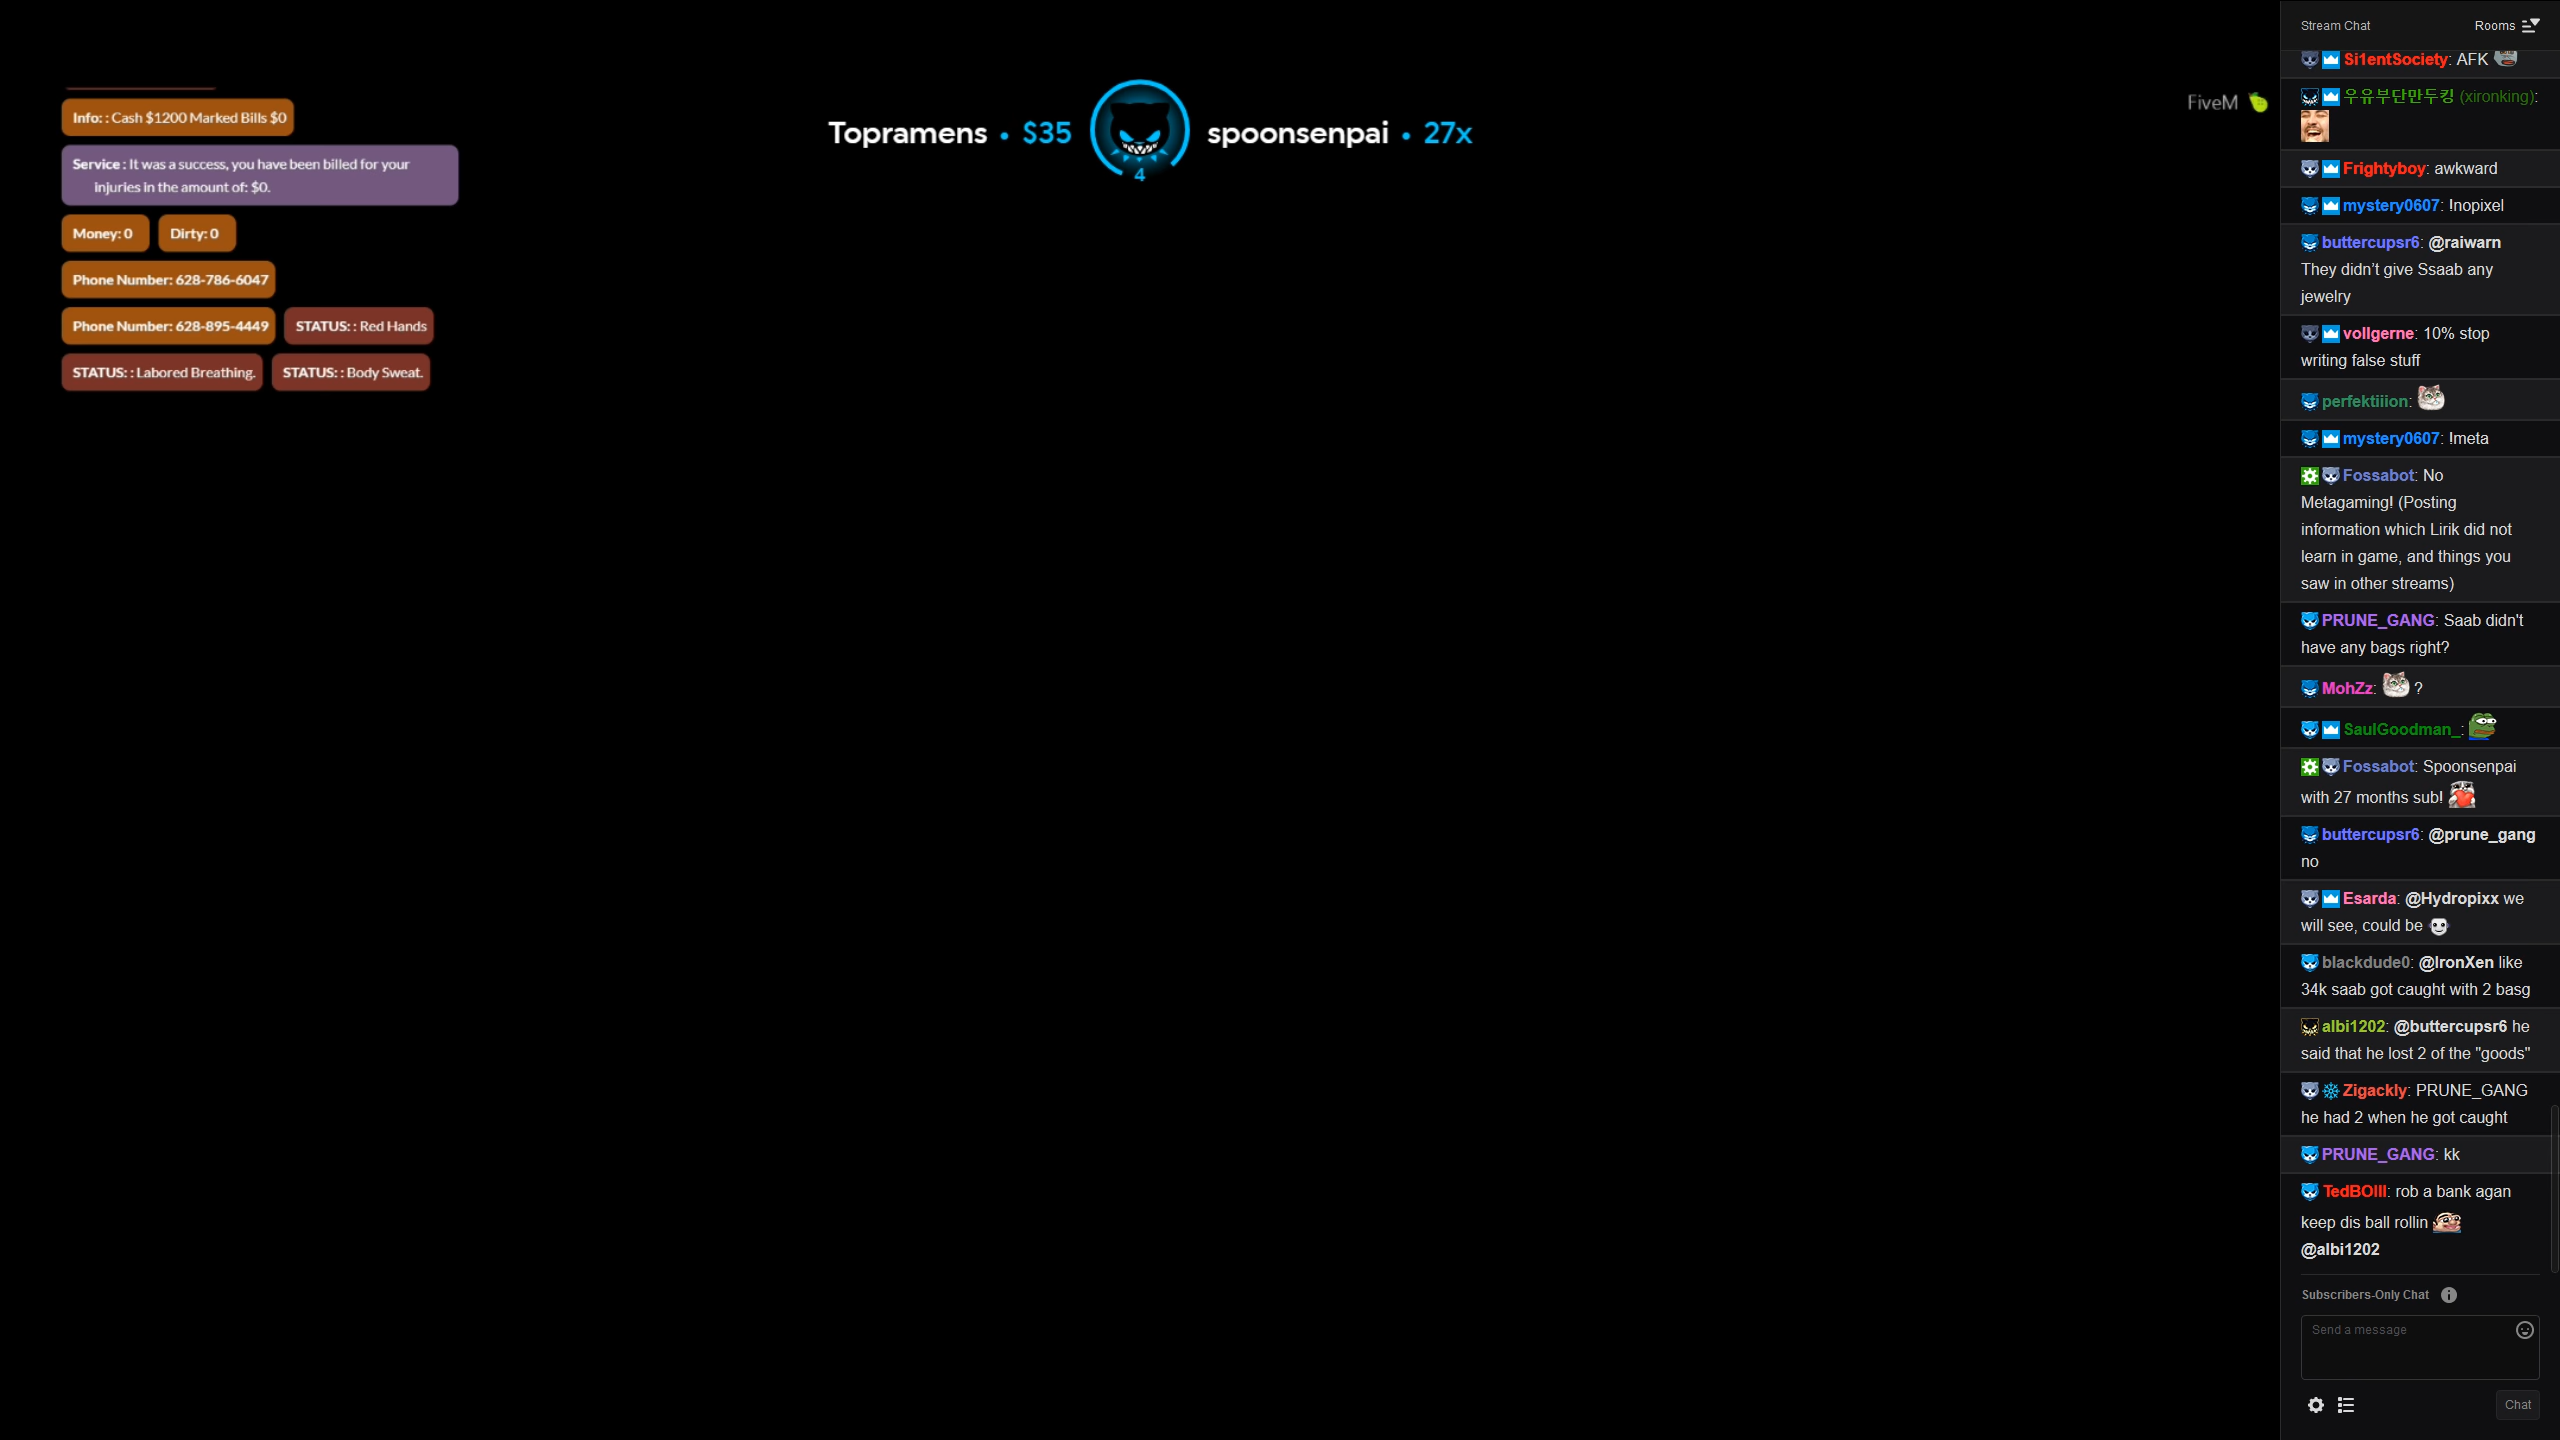 Info: : Cash $1200 Marked Bills $0
Service : It was a success, you have been billed for your
injuries in the amount of: $0.
Money: 0 Dirty: 0
Phone Number: 628-786-6047
Phone Number: 628-895-4449 STATUS: : Red Hands
STATUS: : Labored Breathing. STATUS: : Body Sweat.
Topramens • $35 4 spoonsenpai • 27x
FiveM
Stream Chat Rooms
Si1entSociety: AFK
우유부단만두킹 (xironking):
Frightyboy: awkward
mystery0607: !nopixel
buttercupsr6: @raiwarn
They didn't give Ssaab any
jewelry
vollgerne: 10% stop
writing false stuff
perfektiiion:
mystery0607: !meta
Fossabot: No
Metagaming! (Posting
information which Lirik did not
learn in game, and things you
saw in other streams)
PRUNE_GANG: Saab didn't
have any bags right?
MohZz: ?
SaulGoodman_:
Fossabot: Spoonsenpai
with 27 months sub!
buttercupsr6: @prune_gang
no
Esarda: @Hydropixx we
will see, could be
blackdude0: @IronXen like
34k saab got caught with 2 basg
albi1202: @buttercupsr6 he
said that he lost 2 of the "goods"
Zigackly: PRUNE_GANG
he had 2 when he got caught
PRUNE_GANG: kk
TedBOIII: rob a bank agan
keep dis ball rollin
@albi1202
Subscribers-Only Chat
Send a message
Chat